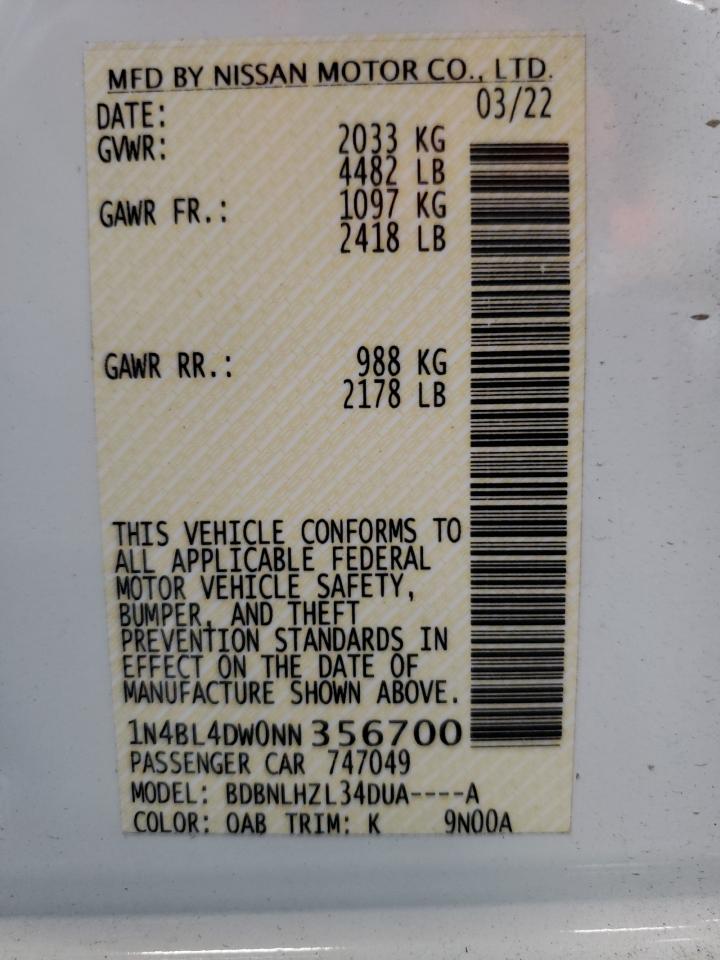 MFD BY NISSAN MOTOR CO., LTD.
DATE: 03/22
GVWR: 2033 KG
4482 LB
GAWR FR.: 1097 KG
2418 LB
GAWR RR.: 988 KG
2178 LB
THIS VEHICLE CONFORMS TO
ALL APPLICABLE FEDERAL
MOTOR VEHICLE SAFETY,
BUMPER, AND THEFT
PREVENTION STANDARDS IN
EFFECT ON THE DATE OF
MANUFACTURE SHOWN ABOVE.
1N4BL4DW0NN356700
PASSENGER CAR 747049
MODEL: BDBNLHZL34DUA----A
COLOR: QAB TRIM: K 9N00A